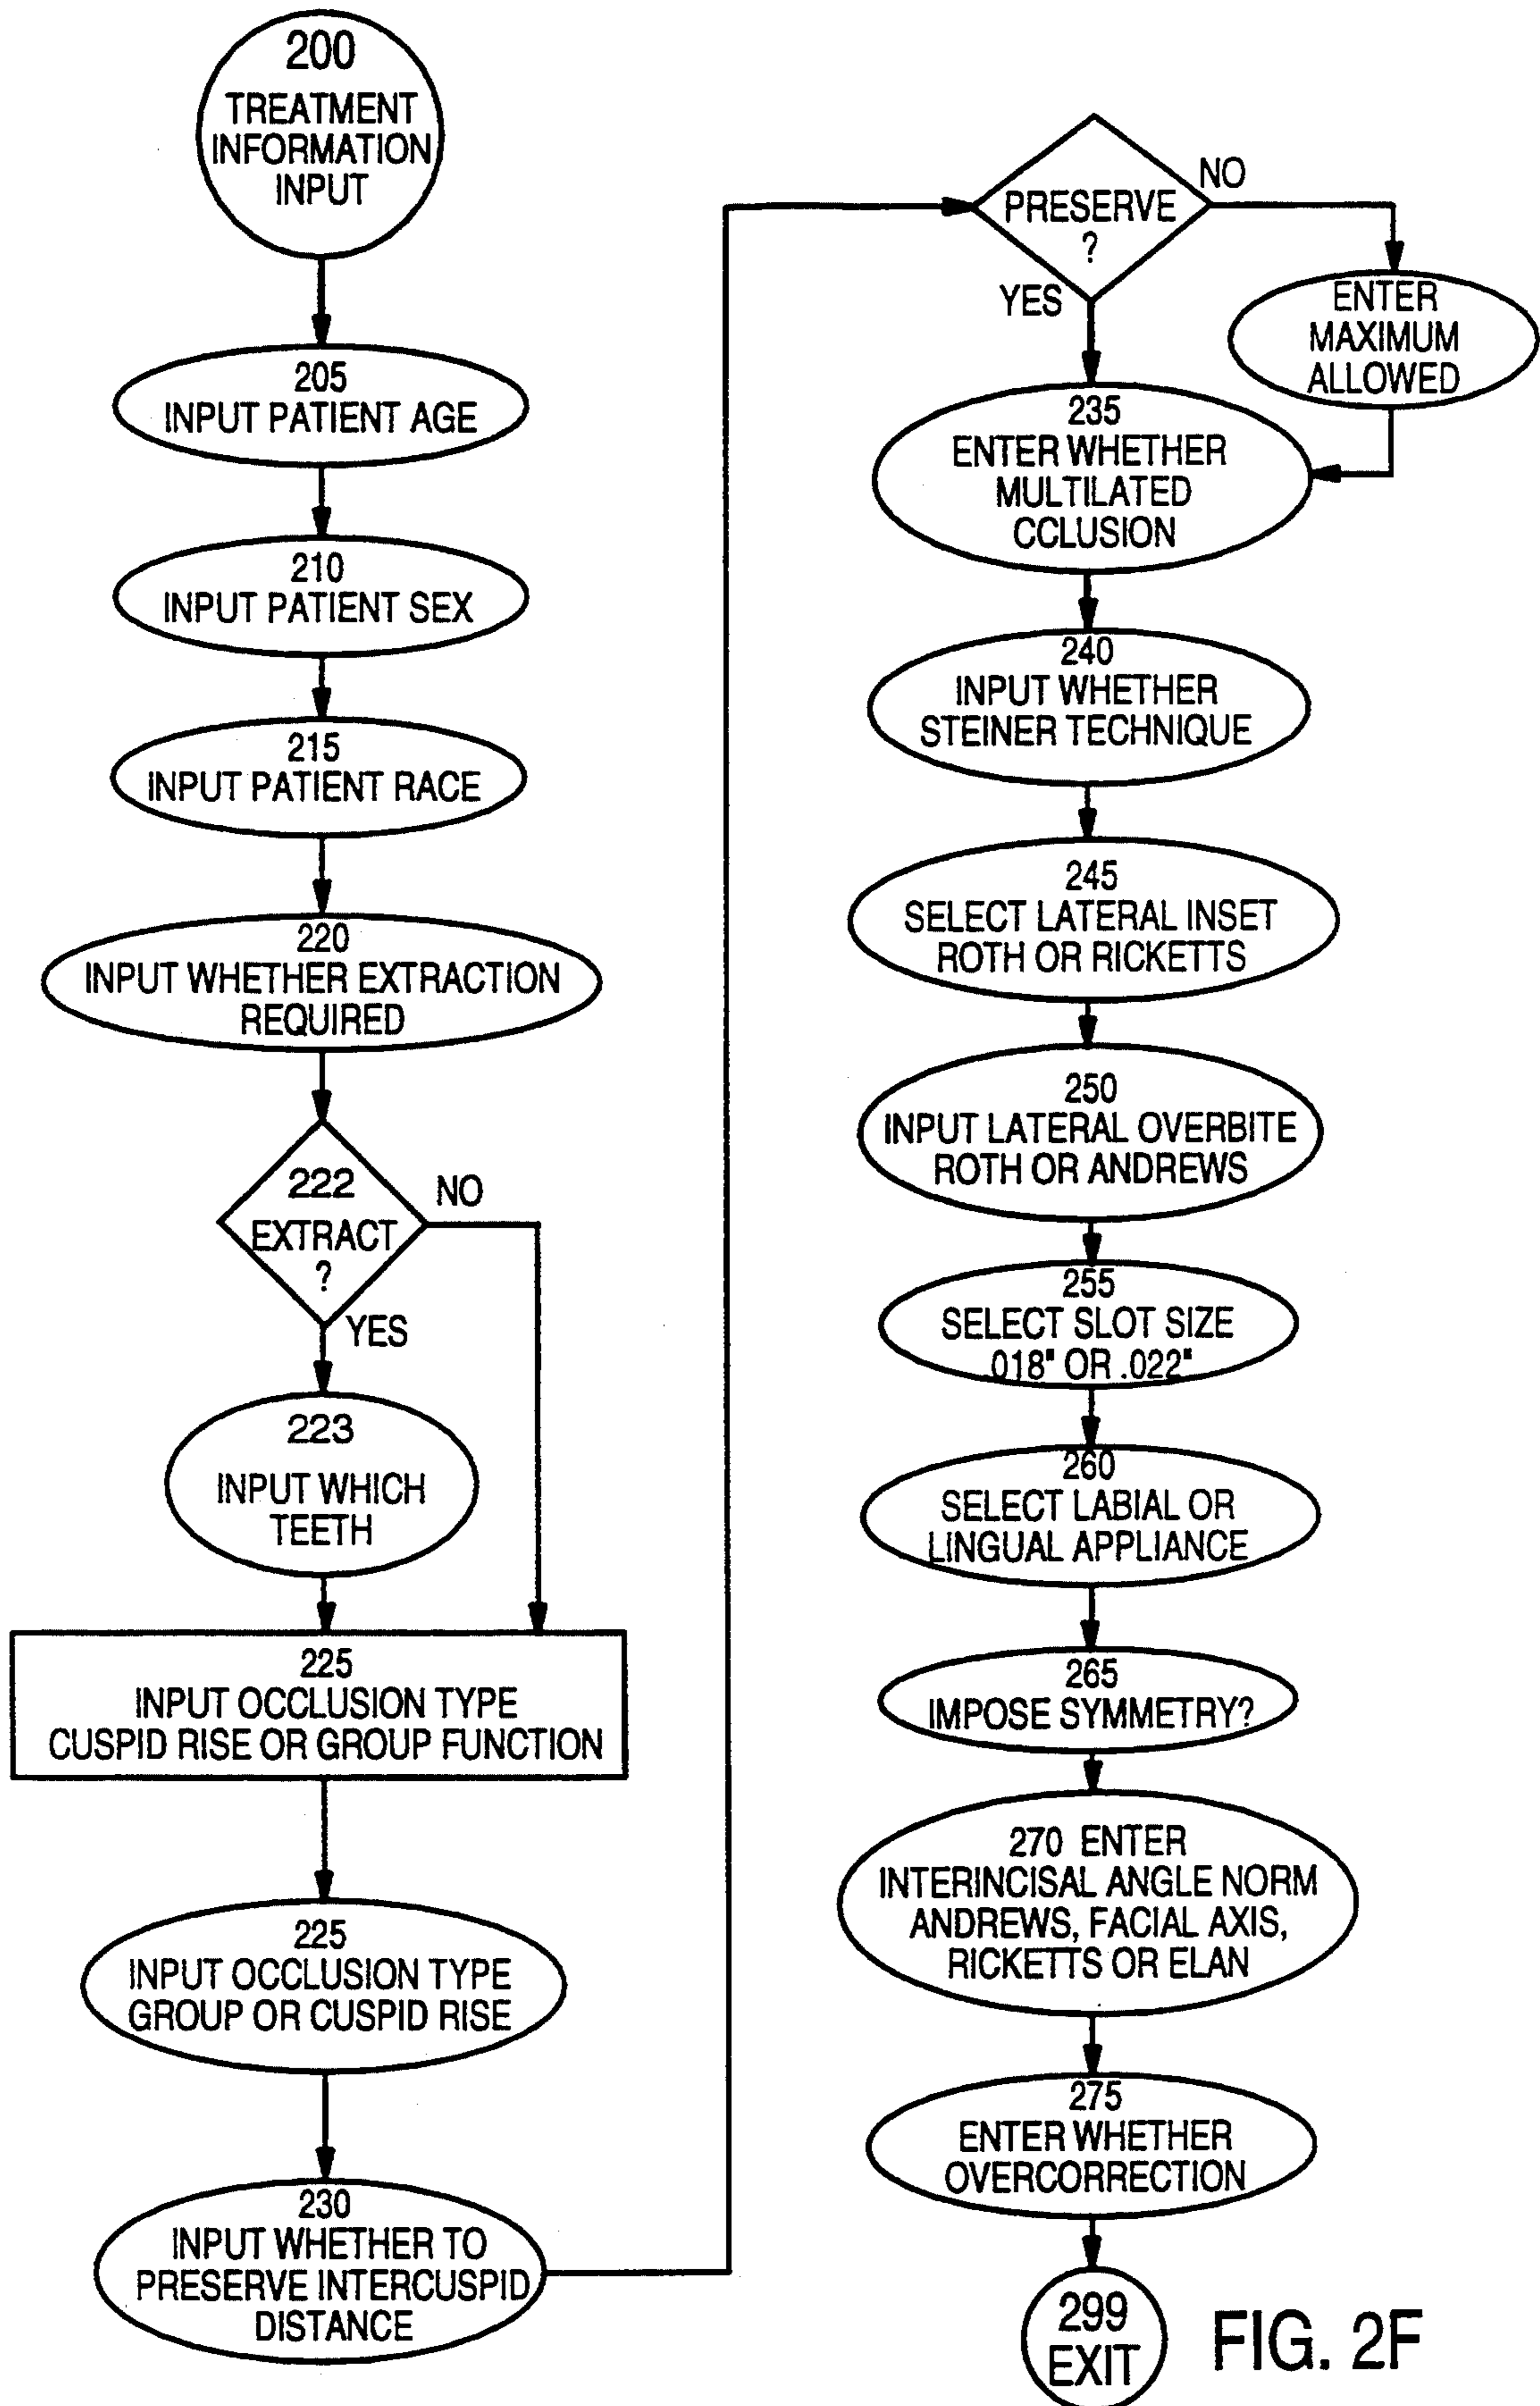 200
TREATMENT
INFORMATION
INPUT
205
INPUT PATIENT AGE
210
INPUT PATIENT SEX
215
INPUT PATIENT RACE
220
INPUT WHETHER EXTRACTION
REQUIRED
222
EXTRACT
?
NO
YES
223
INPUT WHICH
TEETH
225
INPUT OCCLUSION TYPE
CUSPID RISE OR GROUP FUNCTION
225
INPUT OCCLUSION TYPE
GROUP OR CUSPID RISE
230
INPUT WHETHER TO
PRESERVE INTERCUSPID
DISTANCE
PRESERVE
?
NO
YES
ENTER
MAXIMUM
ALLOWED
235
ENTER WHETHER
MULTILATED
CCLUSION
240
INPUT WHETHER
STEINER TECHNIQUE
245
SELECT LATERAL INSET
ROTH OR RICKETTS
250
INPUT LATERAL OVERBITE
ROTH OR ANDREWS
255
SELECT SLOT SIZE
.018" OR .022"
260
SELECT LABIAL OR
LINGUAL APPLIANCE
265
IMPOSE SYMMETRY?
270 ENTER
INTERINCISAL ANGLE NORM
ANDREWS, FACIAL AXIS,
RICKETTS OR ELAN
275
ENTER WHETHER
OVERCORRECTION
299
EXIT
FIG. 2F